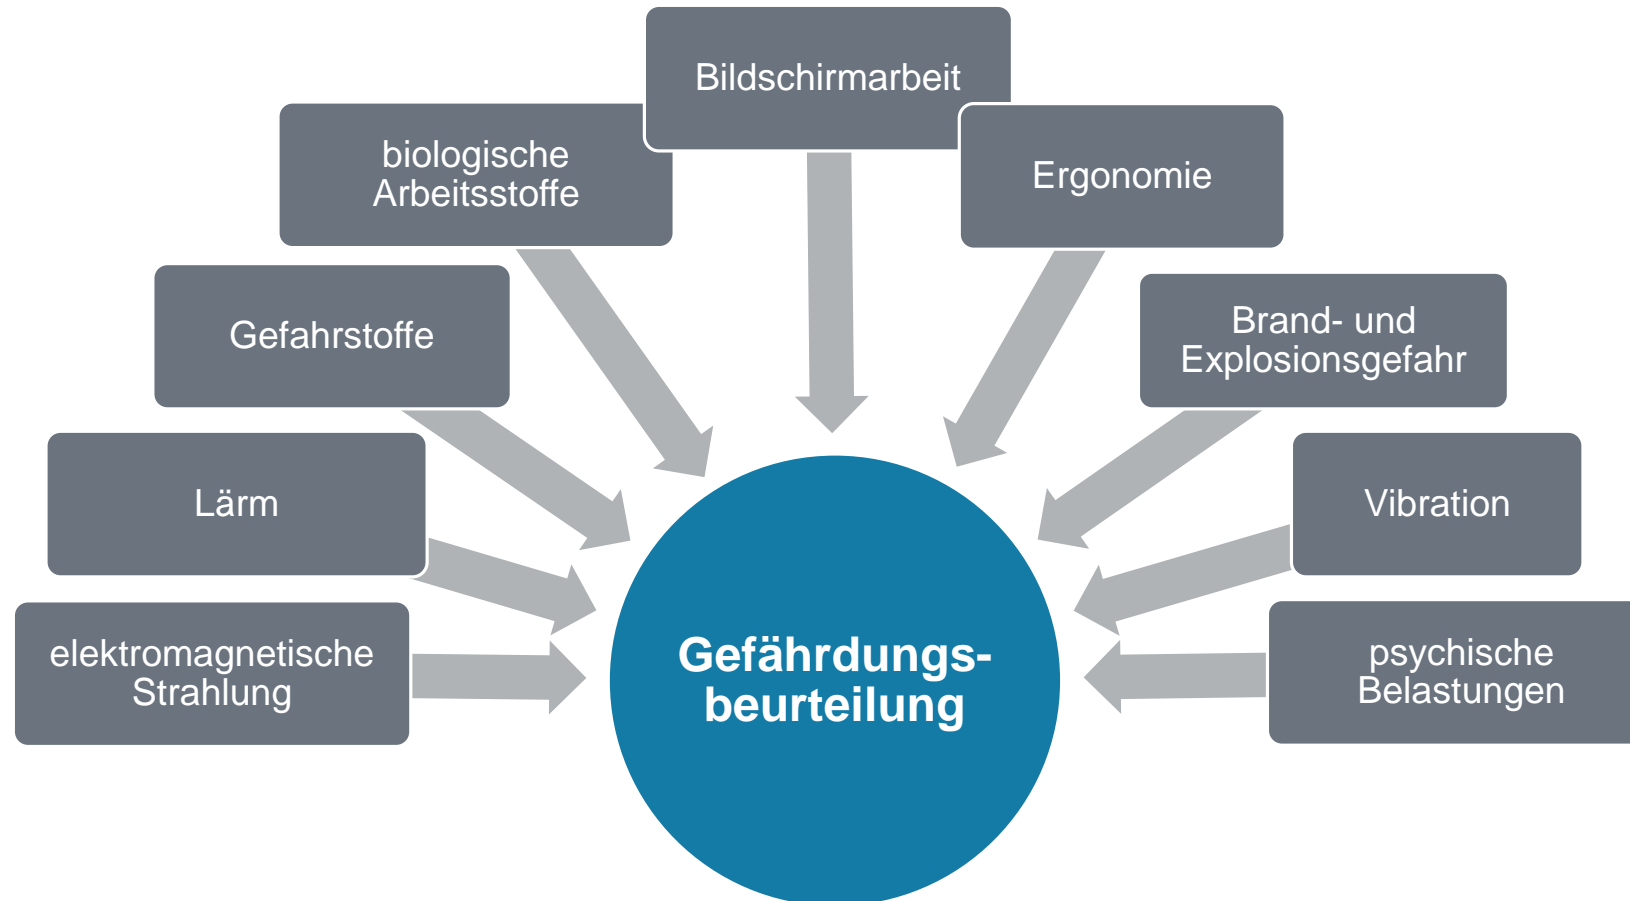 Bildschirmarbeit
biologische
Arbeitsstoffe
Ergonomie
Gefahrstoffe
Brand- und
Explosionsgefahr
Lärm
Vibration
elektromagnetische
Strahlung
Gefährdungs-
beurteilung
psychische
Belastungen